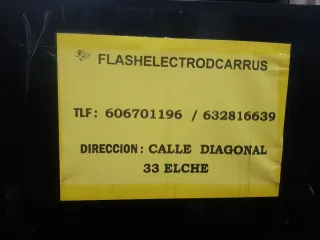 FLASHELECTRODCARRUS
TLF: 606701196 / 632816639
DIRECCION: CALLE DIAGONAL
33 ELCHE